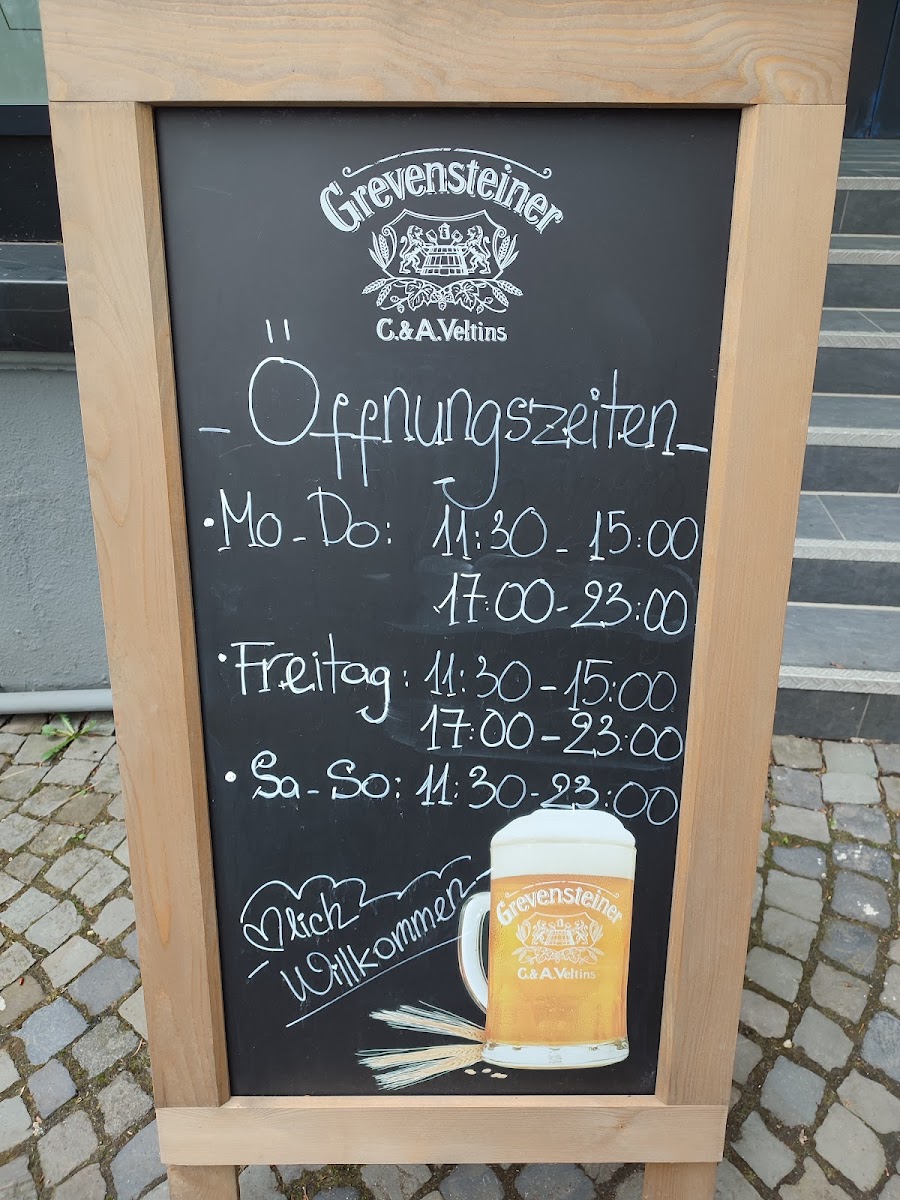 Grevensteiner
C.&A.Veltins
- Öffnungszeiten -
• Mo - Do: 11:30 - 15:00
17:00 - 23:00
• Freitag: 11:30 - 15:00
17:00 - 23:00
• Sa - So: 11:30 - 23:00
♡lich
Willkommen
Grevensteiner
C.&A.Veltins